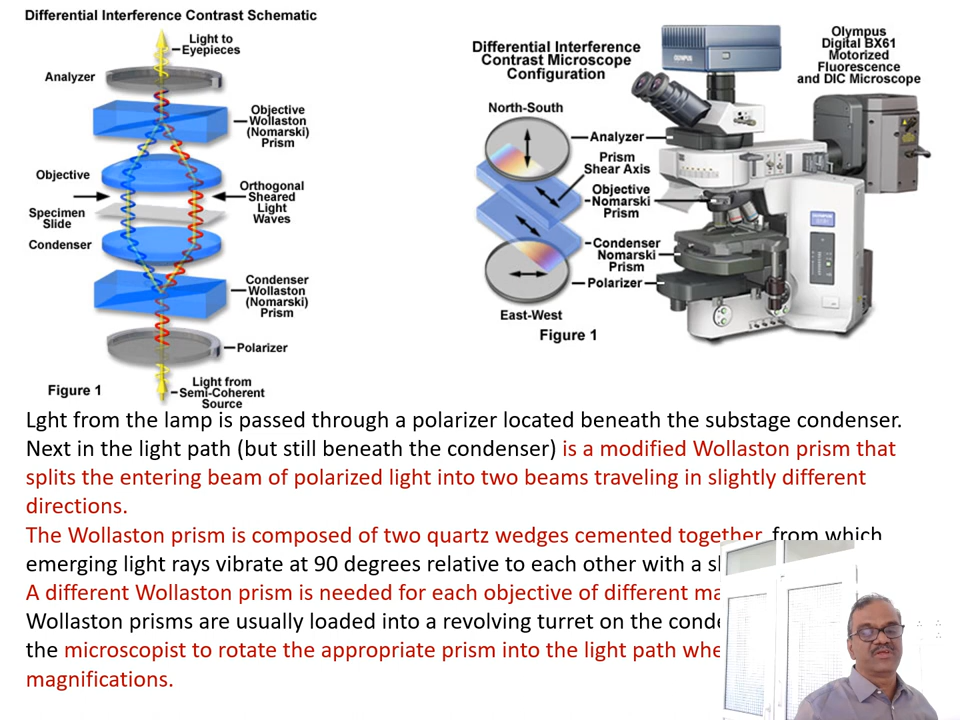 Differential Interference Contrast Schematic
Light to
Eyepieces
Analyzer
Objective
Wollaston
(Nomarski)
Prism
Objective
Orthogonal
Sheared
Light
Waves
Specimen
Slide
Condenser
Condenser
Wollaston
(Nomarski)
Prism
Polarizer
Figure 1
Light from
Semi-Coherent
Source
Differential Interference
Contrast Microscope
Configuration
Olympus
Digital BX61
Motorized
Fluorescence
and DIC Microscope
North-South
Analyzer
Prism
Shear Axis
Objective
Nomarski
Prism
Condenser
Nomarski
Prism
Polarizer
East-West
Figure 1
OLYMPUS
OLYMPUS
Lght from the lamp is passed through a polarizer located beneath the substage condenser.
Next in the light path (but still beneath the condenser) is a modified Wollaston prism that
splits the entering beam of polarized light into two beams traveling in slightly different
directions.
The Wollaston prism is composed of two quartz wedges cemented together, from which
emerging light rays vibrate at 90 degrees relative to each other with a
A different Wollaston prism is needed for each objective of different
Wollaston prisms are usually loaded into a revolving turret on the
the microscopist to rotate the appropriate prism into the light path
magnifications.